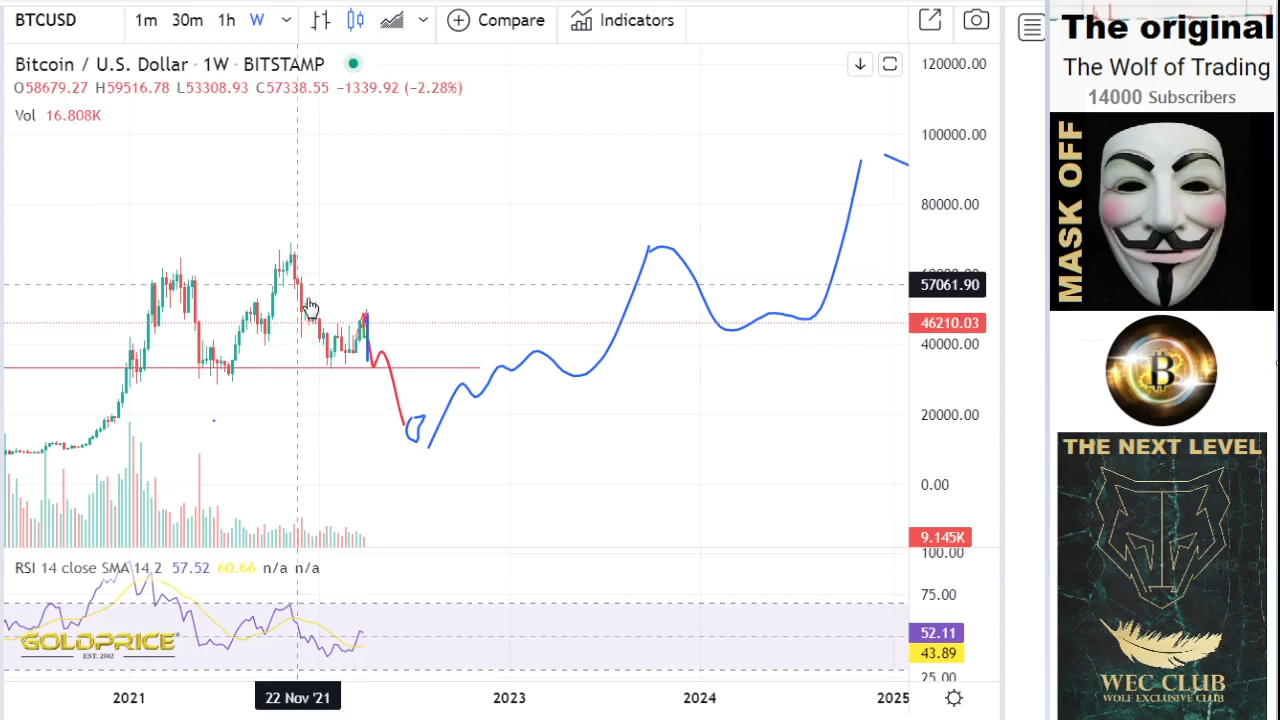 BTCUSD 1m 30m 1h W Compare Indicators
Bitcoin / U.S. Dollar · 1W · BITSTAMP
O58679.27 H59516.78 L53308.93 C57338.55 −1339.92 (−2.28%)
Vol 16.808K
120000.00
100000.00
80000.00
57061.90
46210.03
40000.00
20000.00
0.00
9.145K
100.00
RSI 14 close SMA 14 2 57.52 60.66 n/a n/a
75.00
52.11
43.89
25.00
GOLDPRICE
EST. 2002
2021 22 Nov '21 2023 2024 2025
The original
The Wolf of Trading
14000 Subscribers
MASK OFF
B
THE NEXT LEVEL
WEC CLUB
WOLF EXCLUSIVE CLUB